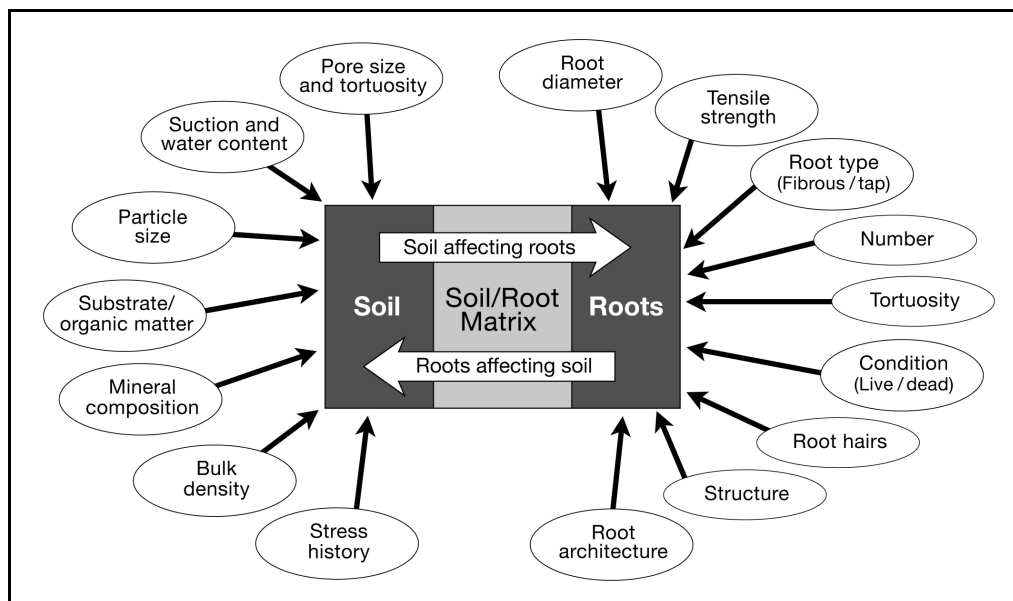 Pore size
and tortuosity
Root
diameter
Suction and
water content
Tensile
strength
Root type
(Fibrous / tap)
Particle
size
Number
Soil affecting roots
Substrate/
organic matter
Soil
Soil/Root
Matrix
Roots
Tortuosity
Roots affecting soil
Mineral
composition
Condition
(Live / dead)
Bulk
density
Root hairs
Structure
Stress
history
Root
architecture